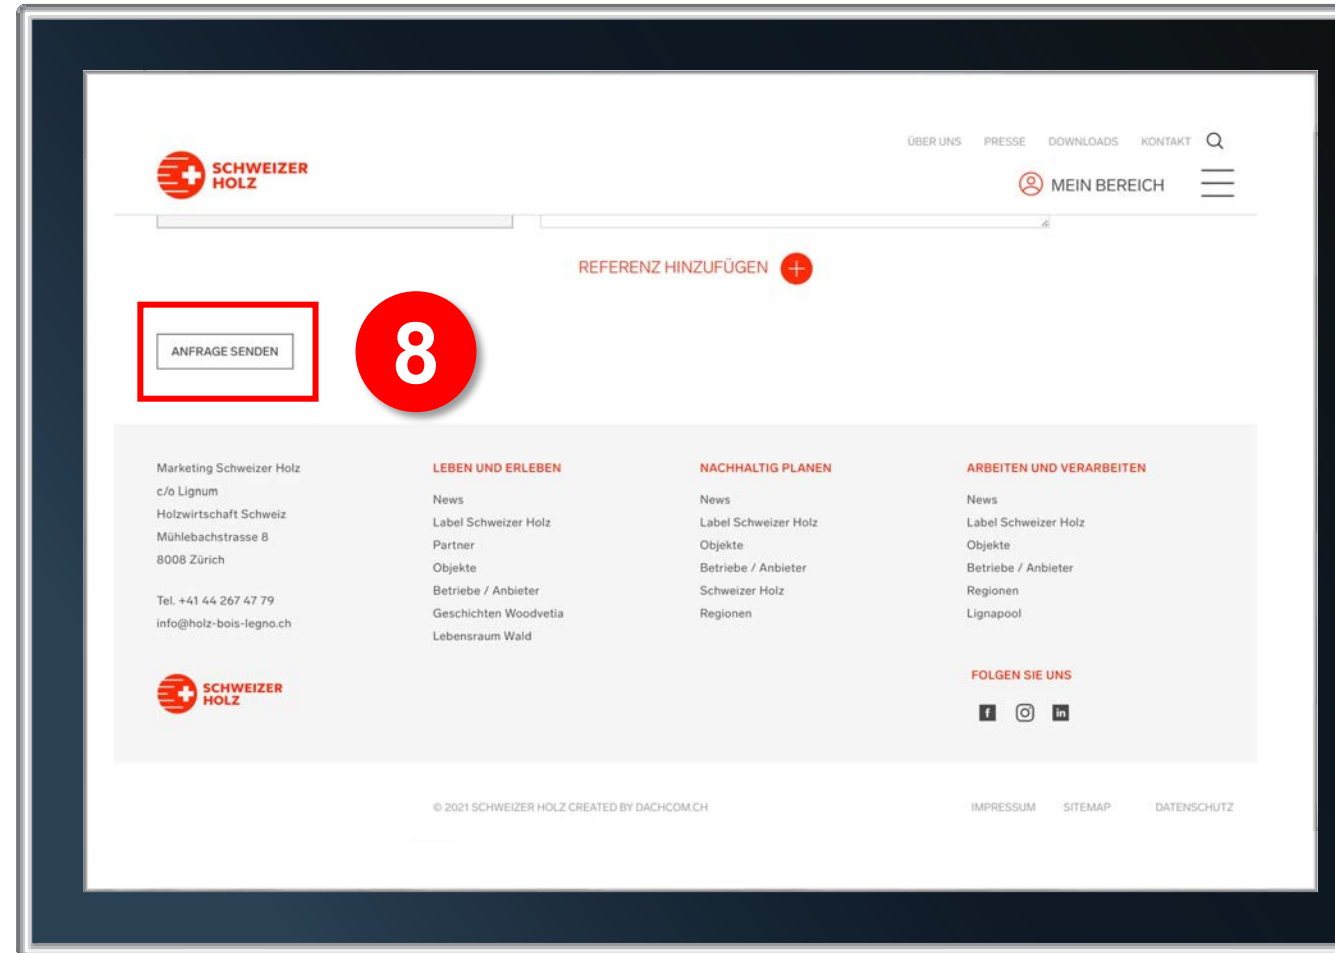 ÜBER UNS PRESSE DOWNLOADS KONTAKT
SCHWEIZER
HOLZ
MEIN BEREICH
REFERENZ HINZUFÜGEN
ANFRAGE SENDEN
8
Marketing Schweizer Holz
c/o Lignum
Holzwirtschaft Schweiz
Mühlebachstrasse 8
8008 Zürich
Tel. +41 44 267 47 79
info@holz-bois-legno.ch
SCHWEIZER
HOLZ
LEBEN UND ERLEBEN
News
Label Schweizer Holz
Partner
Objekte
Betriebe / Anbieter
Geschichten Woodvetia
Lebensraum Wald
NACHHALTIG PLANEN
News
Label Schweizer Holz
Objekte
Betriebe / Anbieter
Schweizer Holz
Regionen
ARBEITEN UND VERARBEITEN
News
Label Schweizer Holz
Objekte
Betriebe / Anbieter
Regionen
Lignapool
FOLGEN SIE UNS
f in
© 2021 SCHWEIZER HOLZ CREATED BY DACHCOM.CH
IMPRESSUM SITEMAP DATENSCHUTZ